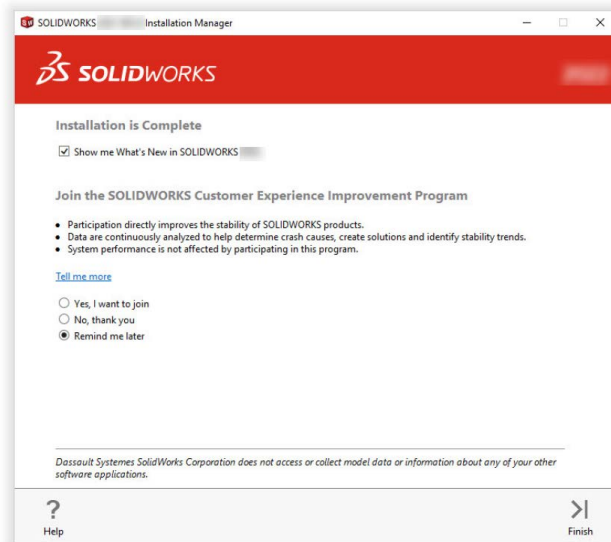 SOLIDWORKS Installation Manager
SOLIDWORKS
Installation is Complete
Show me What's New in SOLIDWORKS
Join the SOLIDWORKS Customer Experience Improvement Program
Participation directly improves the stability of SOLIDWORKS products.
Data are continuously analyzed to help determine crash causes, create solutions and identify stability trends.
System performance is not affected by participating in this program.
Tell me more
Yes, I want to join
No, thank you
Remind me later
Dassault Systemes SolidWorks Corporation does not access or collect model data or information about any of your other
software applications.
Help
Finish